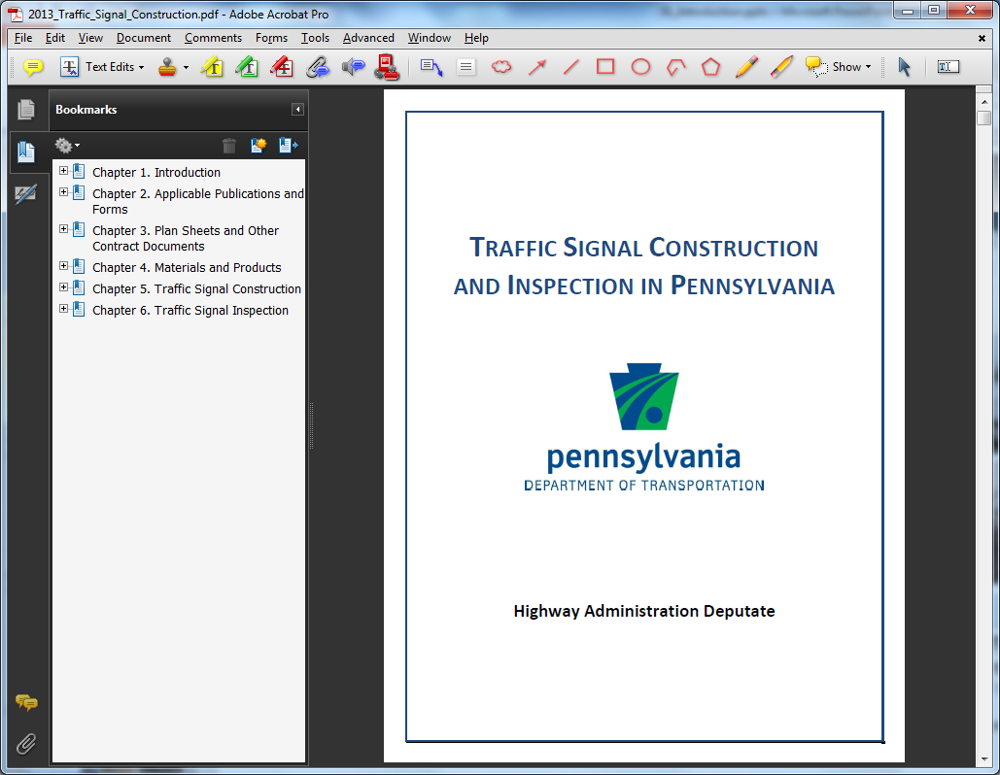 2013_Traffic_Signal_Construction.pdf - Adobe Acrobat Pro
File Edit View Document Comments Forms Tools Advanced Window Help
Text Edits Show
Bookmarks
Chapter 1. Introduction
Chapter 2. Applicable Publications and
Forms
Chapter 3. Plan Sheets and Other
Contract Documents
Chapter 4. Materials and Products
Chapter 5. Traffic Signal Construction
Chapter 6. Traffic Signal Inspection
TRAFFIC SIGNAL CONSTRUCTION
AND INSPECTION IN PENNSYLVANIA
pennsylvania
DEPARTMENT OF TRANSPORTATION
Highway Administration Deputate